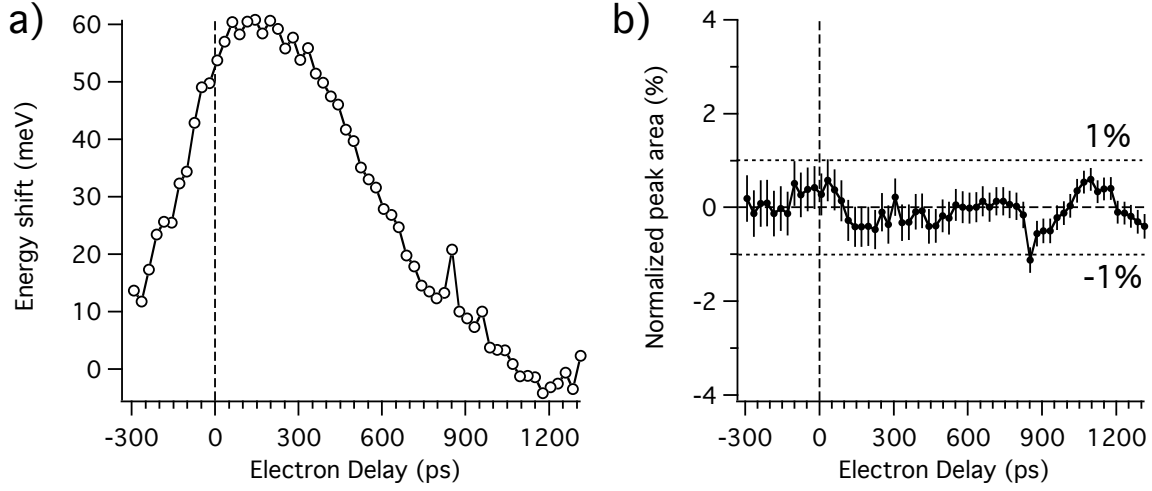 a)
Energy shift (meV)
60
50
40
30
20
10
0
-300 0 300 600 900 1200
Electron Delay (ps)
b)
Normalized peak area (%)
4
2
0
-2
-4
1%
-1%
-300 0 300 600 900 1200
Electron Delay (ps)